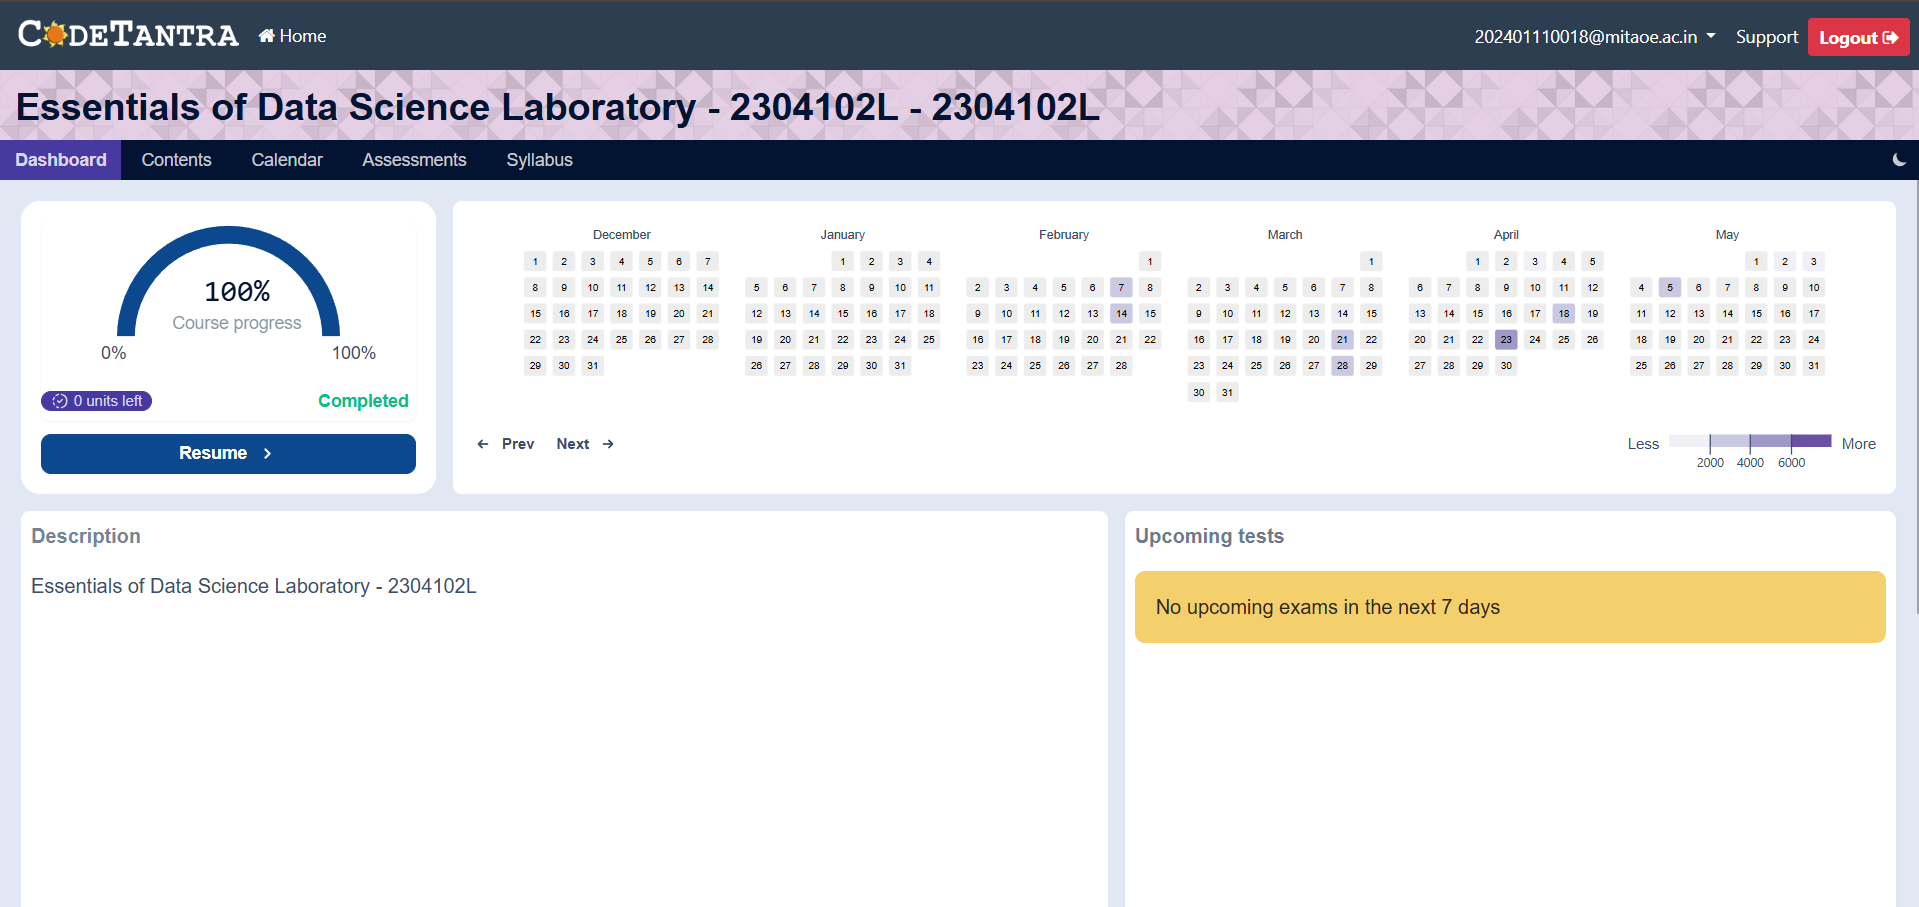 CODETANTRA Home 202401110018@mitaoe.ac.in Support Logout
Essentials of Data Science Laboratory - 2304102L - 2304102L
Dashboard Contents Calendar Assessments Syllabus
100%
Course progress
0% 100%
0 units left Completed
Resume
December
1 2 3 4 5 6 7
8 9 10 11 12 13 14
15 16 17 18 19 20 21
22 23 24 25 26 27 28
29 30 31
January
1 2 3 4
5 6 7 8 9 10 11
12 13 14 15 16 17 18
19 20 21 22 23 24 25
26 27 28 29 30 31
February
1
2 3 4 5 6 7 8
9 10 11 12 13 14 15
16 17 18 19 20 21 22
23 24 25 26 27 28
March
1
2 3 4 5 6 7 8
9 10 11 12 13 14 15
16 17 18 19 20 21 22
23 24 25 26 27 28 29
30 31
April
1 2 3 4 5
6 7 8 9 10 11 12
13 14 15 16 17 18 19
20 21 22 23 24 25 26
27 28 29 30
May
1 2 3
4 5 6 7 8 9 10
11 12 13 14 15 16 17
18 19 20 21 22 23 24
25 26 27 28 29 30 31
← Prev Next →
Less More
2000 4000 6000
Description
Essentials of Data Science Laboratory - 2304102L
Upcoming tests
No upcoming exams in the next 7 days